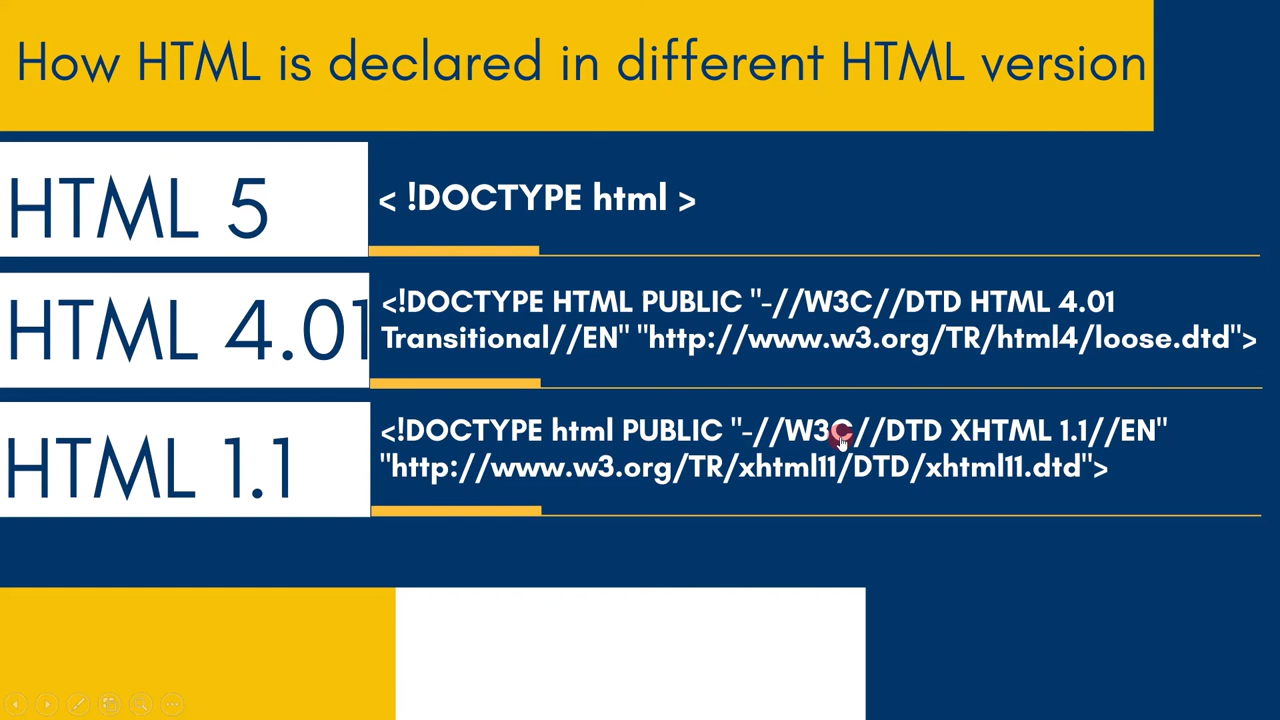 How HTML is declared in different HTML version
HTML 5
< !DOCTYPE html >
HTML 4.01
<!DOCTYPE HTML PUBLIC "-//W3C//DTD HTML 4.01
Transitional//EN" "http://www.w3.org/TR/html4/loose.dtd">
HTML 1.1
<!DOCTYPE html PUBLIC "-//W3C//DTD XHTML 1.1//EN"
"http://www.w3.org/TR/xhtml11/DTD/xhtml11.dtd">